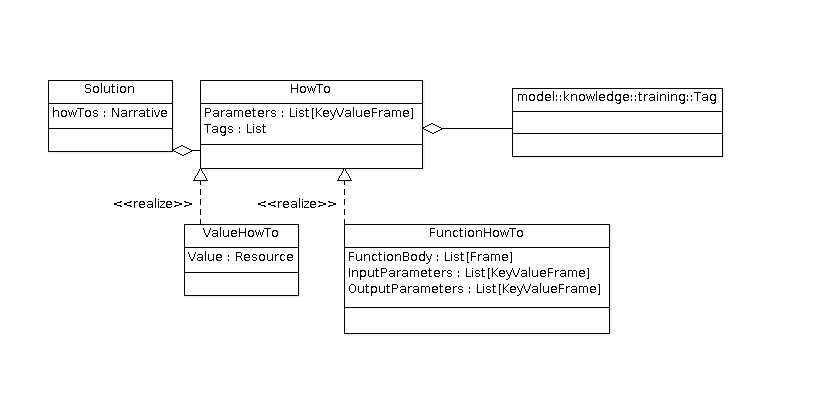 Solution
howTos : Narrative
HowTo
Parameters : List[KeyValueFrame]
Tags : List
model::knowledge::training::Tag
<<realize>>
<<realize>>
ValueHowTo
Value : Resource
FunctionHowTo
FunctionBody : List[Frame]
InputParameters : List[KeyValueFrame]
OutputParameters : List[KeyValueFrame]